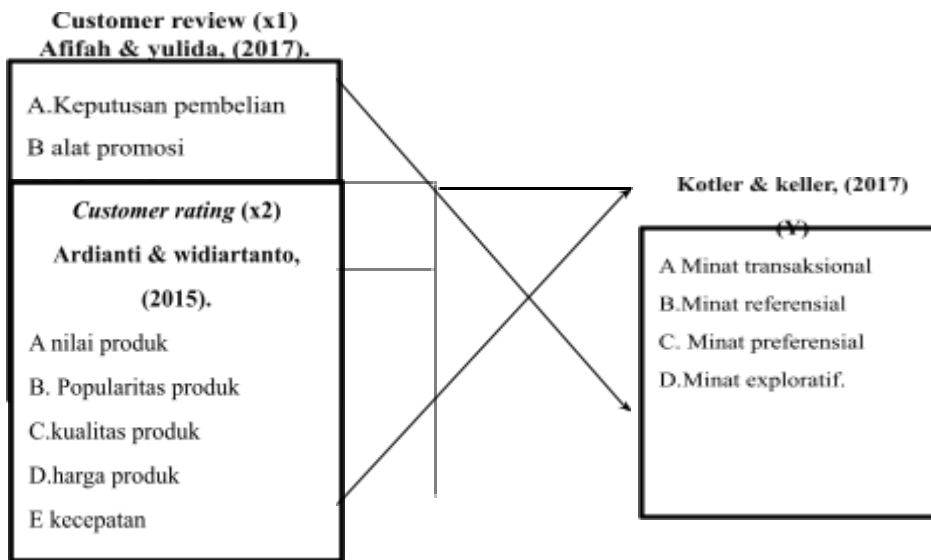 Customer review (x1)
Afifah & yulida, (2017).
A.Keputusan pembelian
B alat promosi
Customer rating (x2)
Ardianti & widiartanto,
(2015).
A nilai produk
B. Popularitas produk
C.kualitas produk
D.harga produk
E kecepatan
Kotler & keller, (2017)
(Y)
A Minat transaksional
B.Minat referensial
C. Minat preferensial
D.Minat exploratif.